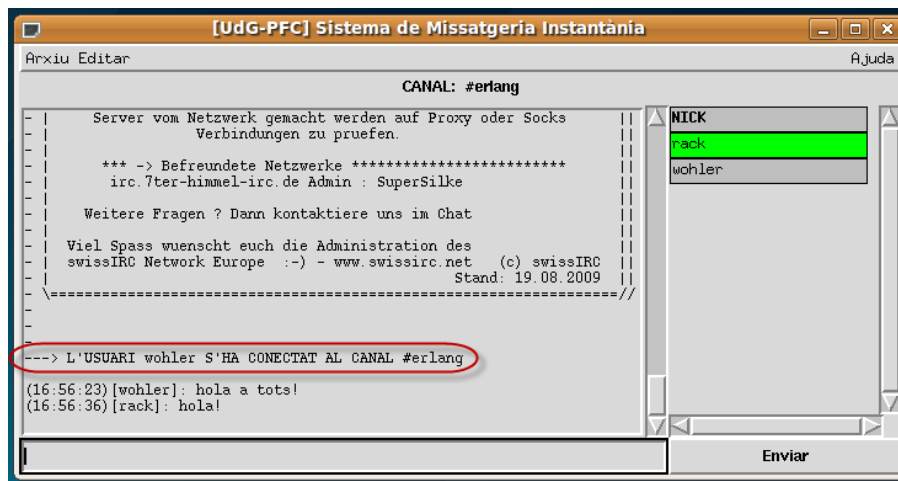 [UdG-PFC] Sistema de Missatgeria Instantània
Arxiu Editar
Ajuda
CANAL: #erlang
- | Server vom Netzwerk gemacht werden auf Proxy oder Socks ||
- | Verbindungen zu pruefen. ||
- | ||
- | *** -> Befreundete Netzwerke ************************* ||
- | irc.7ter-himmel-irc.de Admin : SuperSilke ||
- | ||
- | Weitere Fragen ? Dann kontaktiere uns im Chat ||
- | ||
- | Viel Spass wuenscht euch die Administration des ||
- | swissIRC Network Europe :-) - www.swissirc.net (c) swissIRC ||
- | Stand: 19.08.2009 ||
- \=================================================================//
-
-
-
---> L'USUARI wohler S'HA CONECTAT AL CANAL #erlang
(16:56:23)[wohler]: hola a tots!
(16:56:36)[rack]: hola!
NICK
rack
wohler
Enviar